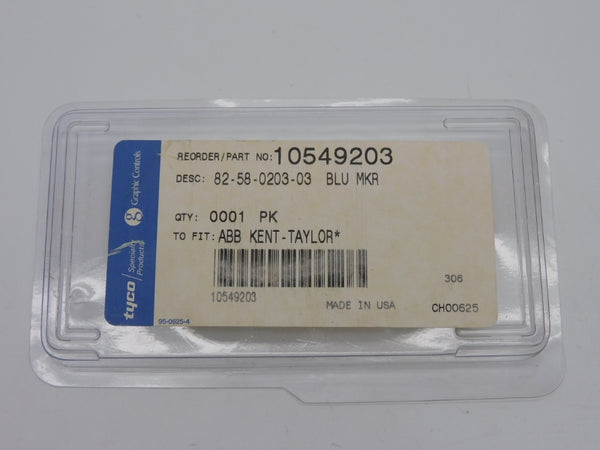 REORDER/PART NO: 10549203
DESC: 82-58-0203-03 BLU MKR
QTY: 0001 PK
TO FIT: ABB KENT-TAYLOR*
10549203
MADE IN USA
306
CH00625
tyco / Specialty Products
gc Graphic Controls
95-0625-4